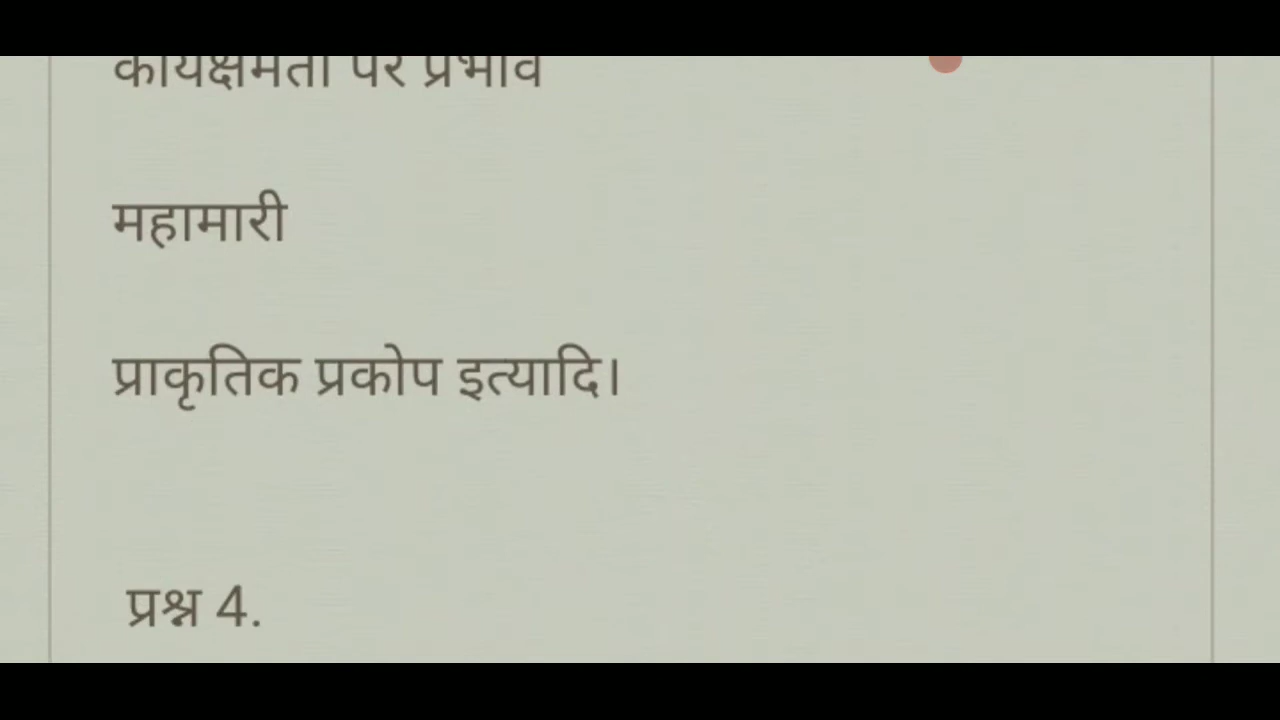 कार्यक्षमता पर प्रभाव
महामारी
प्राकृतिक प्रकोप इत्यादि।
प्रश्न 4.